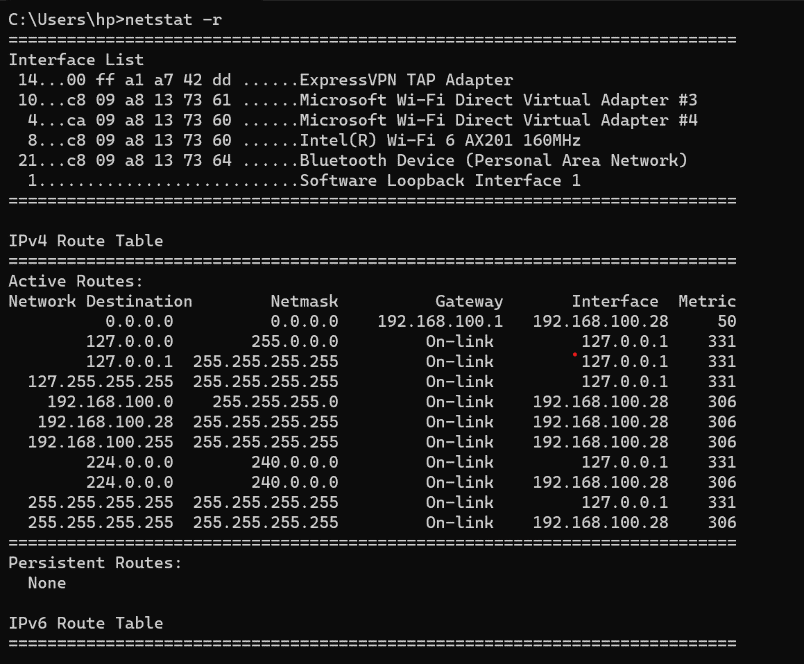 C:\Users\hp>netstat -r
===========================================================================
Interface List
 14...00 ff a1 a7 42 dd ......ExpressVPN TAP Adapter
 10...c8 09 a8 13 73 61 ......Microsoft Wi-Fi Direct Virtual Adapter #3
  4...ca 09 a8 13 73 60 ......Microsoft Wi-Fi Direct Virtual Adapter #4
  8...c8 09 a8 13 73 60 ......Intel(R) Wi-Fi 6 AX201 160MHz
 21...c8 09 a8 13 73 64 ......Bluetooth Device (Personal Area Network)
  1...........................Software Loopback Interface 1
===========================================================================

IPv4 Route Table
===========================================================================
Active Routes:
Network Destination        Netmask          Gateway       Interface  Metric
          0.0.0.0          0.0.0.0    192.168.100.1   192.168.100.28     50
        127.0.0.0        255.0.0.0         On-link         127.0.0.1    331
        127.0.0.1  255.255.255.255         On-link         127.0.0.1    331
  127.255.255.255  255.255.255.255         On-link         127.0.0.1    331
    192.168.100.0    255.255.255.0         On-link    192.168.100.28    306
   192.168.100.28  255.255.255.255         On-link    192.168.100.28    306
  192.168.100.255  255.255.255.255         On-link    192.168.100.28    306
        224.0.0.0        240.0.0.0         On-link         127.0.0.1    331
        224.0.0.0        240.0.0.0         On-link    192.168.100.28    306
  255.255.255.255  255.255.255.255         On-link         127.0.0.1    331
  255.255.255.255  255.255.255.255         On-link    192.168.100.28    306
===========================================================================
Persistent Routes:
  None

IPv6 Route Table
===========================================================================